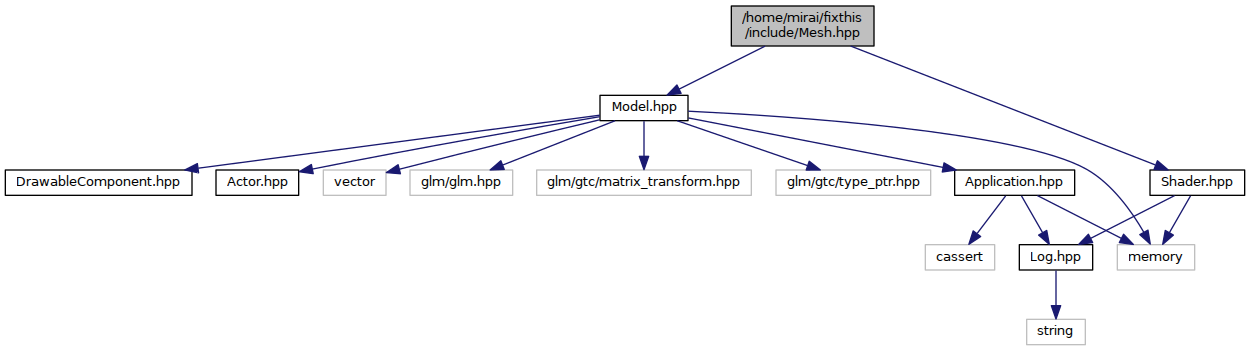 /home/mirai/fixthis
/include/Mesh.hpp
Model.hpp
DrawableComponent.hpp
Actor.hpp
vector
glm/glm.hpp
glm/gtc/matrix_transform.hpp
glm/gtc/type_ptr.hpp
Application.hpp
Shader.hpp
cassert
Log.hpp
memory
string